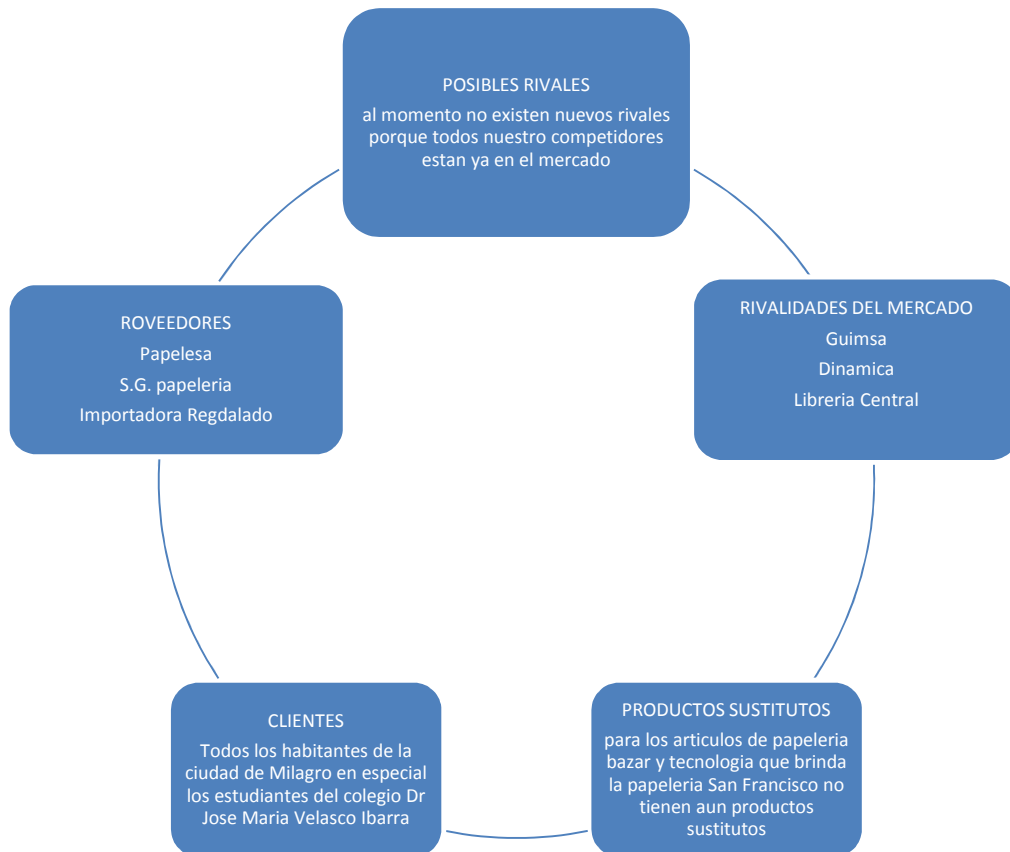 POSIBLES RIVALES
al momento no existen nuevos rivales
porque todos nuestro competidores
estan ya en el mercado
RIVALIDADES DEL MERCADO
Guimsa
Dinamica
Libreria Central
PRODUCTOS SUSTITUTOS
para los articulos de papeleria
bazar y tecnologia que brinda
la papeleria San Francisco no
tienen aun productos
sustitutos
CLIENTES
Todos los habitantes de la
ciudad de Milagro en especial
los estudiantes del colegio Dr
Jose Maria Velasco Ibarra
ROVEEDORES
Papelesa
S.G. papeleria
Importadora Regdalado